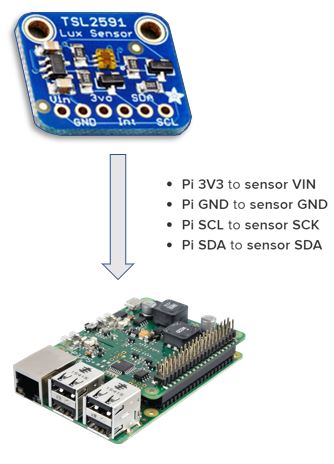 TSL2591
Lux Sensor
Vin 3vo SDA
GND Int SCL
• Pi 3V3 to sensor VIN
• Pi GND to sensor GND
• Pi SCL to sensor SCK
• Pi SDA to sensor SDA